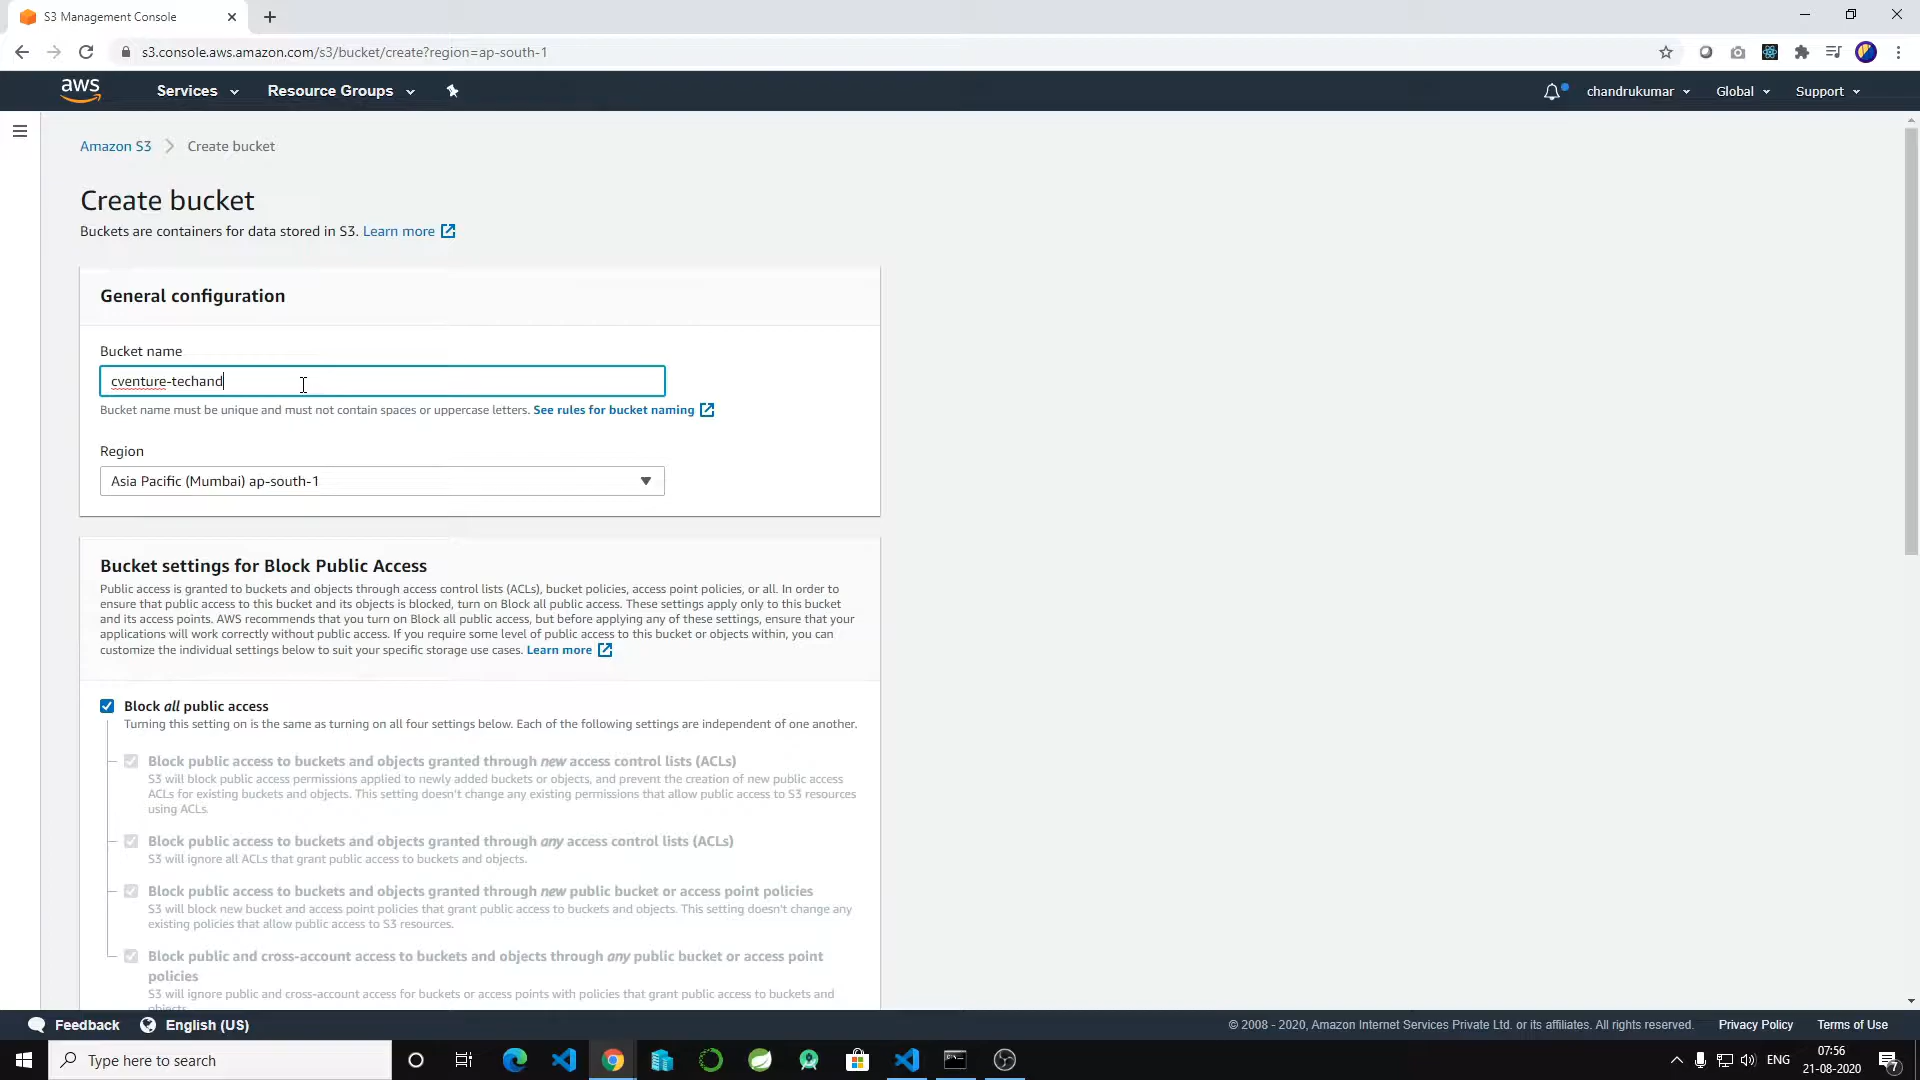 S3 Management Console
s3.console.aws.amazon.com/s3/bucket/create?region=ap-south-1
aws
Services
Resource Groups
chandrukumar
Global
Support
Amazon S3
Create bucket
Create bucket
Buckets are containers for data stored in S3. Learn more
General configuration
Bucket name
cventure-techand
Bucket name must be unique and must not contain spaces or uppercase letters. See rules for bucket naming
Region
Asia Pacific (Mumbai) ap-south-1
Bucket settings for Block Public Access
Public access is granted to buckets and objects through access control lists (ACLs), bucket policies, access point policies, or all. In order to
ensure that public access to this bucket and its objects is blocked, turn on Block all public access. These settings apply only to this bucket
and its access points. AWS recommends that you turn on Block all public access, but before applying any of these settings, ensure that your
applications will work correctly without public access. If you require some level of public access to this bucket or objects within, you can
customize the individual settings below to suit your specific storage use cases. Learn more
Block all public access
Turning this setting on is the same as turning on all four settings below. Each of the following settings are independent of one another.
Block public access to buckets and objects granted through new access control lists (ACLs)
S3 will block public access permissions applied to newly added buckets or objects, and prevent the creation of new public access
ACLs for existing buckets and objects. This setting doesn't change any existing permissions that allow public access to S3 resources
using ACLs.
Block public access to buckets and objects granted through any access control lists (ACLs)
S3 will ignore all ACLs that grant public access to buckets and objects.
Block public access to buckets and objects granted through new public bucket or access point policies
S3 will block new bucket and access point policies that grant public access to buckets and objects. This setting doesn't change any
existing policies that allow public access to S3 resources.
Block public and cross-account access to buckets and objects through any public bucket or access point
policies
S3 will ignore public and cross-account access for buckets or access points with policies that grant public access to buckets and
objects.
Feedback
English (US)
© 2008 - 2020, Amazon Internet Services Private Ltd. or its affiliates. All rights reserved.
Privacy Policy
Terms of Use
Type here to search
ENG
07:56
21-08-2020
7